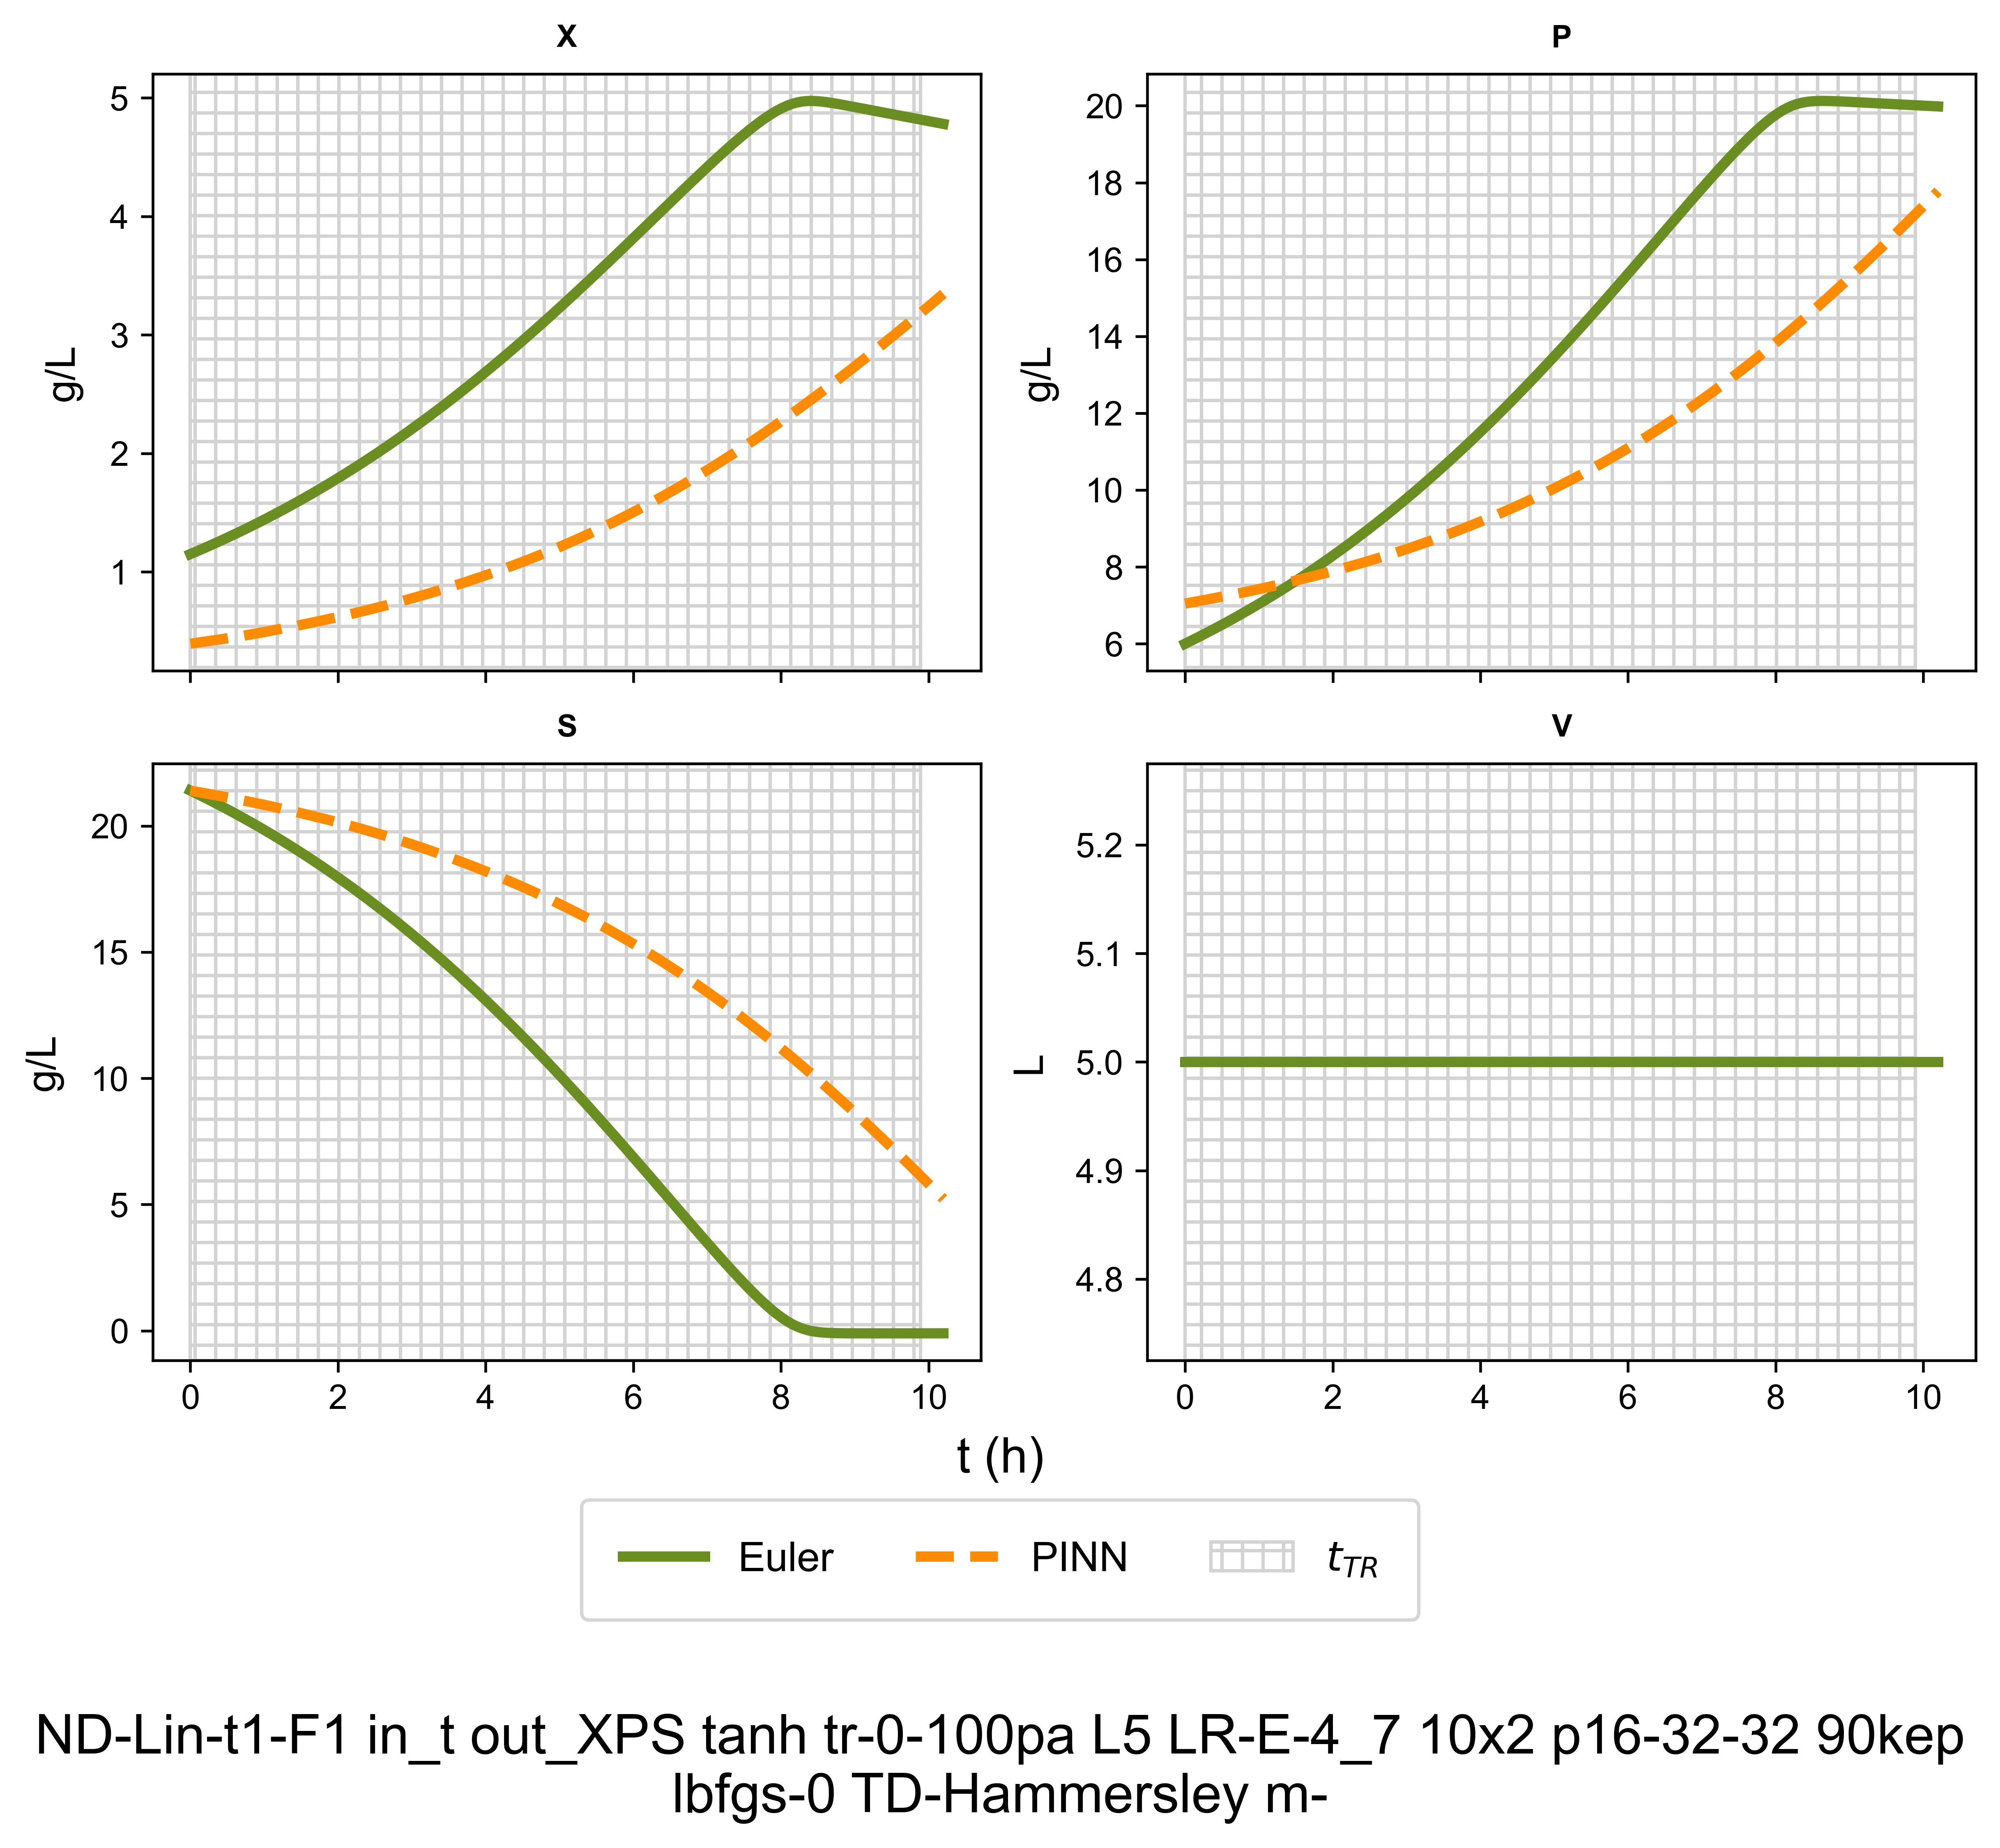 X
5
4
3
2
1
g/L
P
20
18
16
14
12
10
8
6
g/L
S
20
15
10
5
0
g/L
0 2 4 6 8 10
V
5.2
5.1
5.0
4.9
4.8
L
0 2 4 6 8 10
t (h)
Euler PINN t_TR
ND-Lin-t1-F1 in_t out_XPS tanh tr-0-100pa L5 LR-E-4_7 10x2 p16-32-32 90kep
lbfgs-0 TD-Hammersley m-